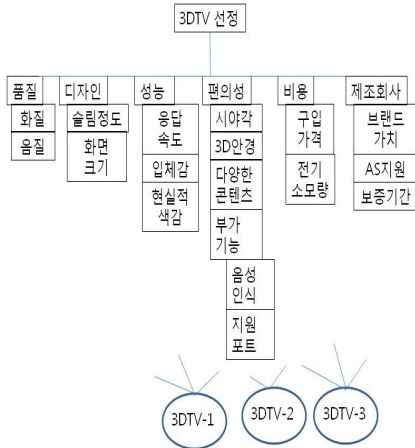 3DTV 선정
품질
화질
음질
디자인
슬림정도
화면
크기
성능
응답
속도
입체감
현실적
색감
편의성
시야각
3D안경
다양한
콘텐츠
부가
기능
음성
인식
지원
포트
비용
구입
가격
전기
소모량
제조회사
브랜드
가치
AS지원
보증기간
3DTV-1
3DTV-2
3DTV-3